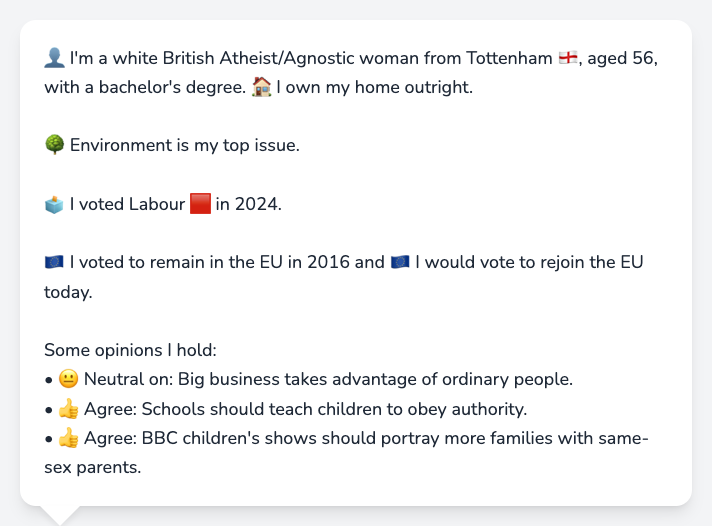 👤 I'm a white British Atheist/Agnostic woman from Tottenham 🏴󠁧󠁢󠁥󠁮󠁧󠁿, aged 56,
with a bachelor's degree. 🏠 I own my home outright.
🌳 Environment is my top issue.
🗳️ I voted Labour 🟥 in 2024.
🇪🇺 I voted to remain in the EU in 2016 and 🇪🇺 I would vote to rejoin the EU
today.
Some opinions I hold:
• 😐 Neutral on: Big business takes advantage of ordinary people.
• 👍 Agree: Schools should teach children to obey authority.
• 👍 Agree: BBC children's shows should portray more families with same-
sex parents.